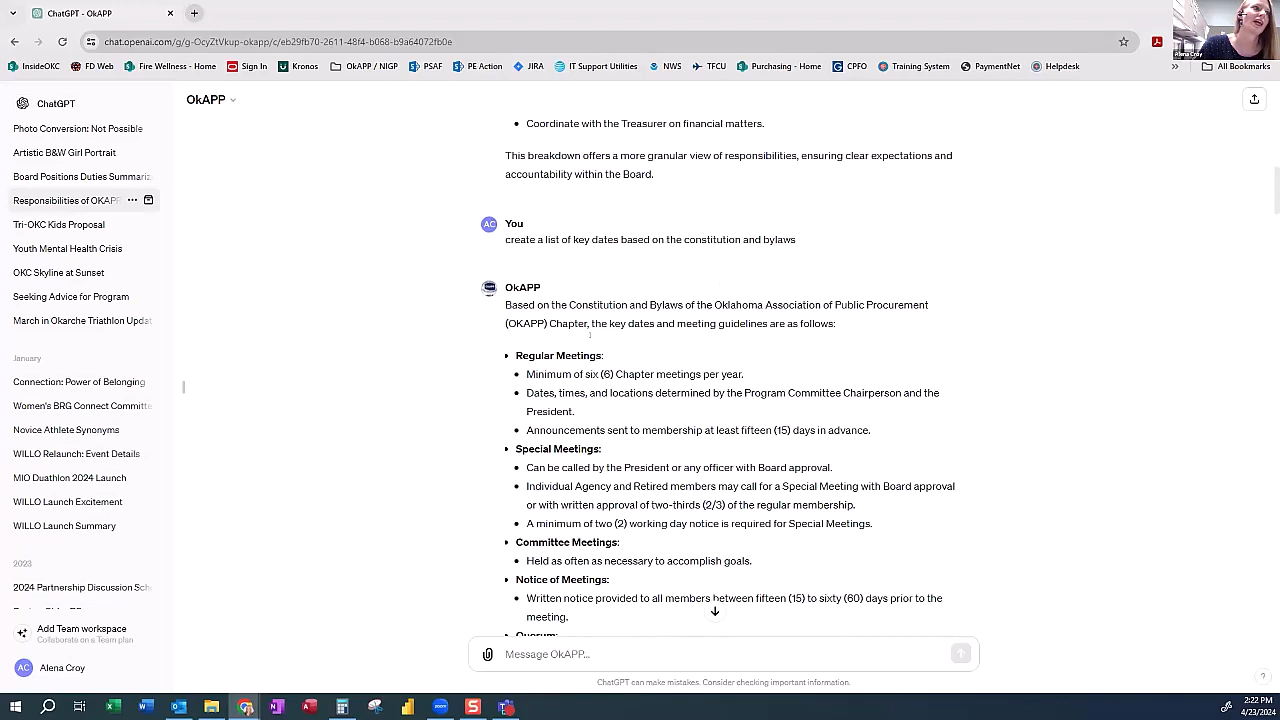 ChatGPT - OkAPP
chat.openai.com/g/g-OcyZtVkup-okapp/c/eb29fb70-2611-48f4-b068-b9a64072fb0e
Alena Croy
InsideOKC FD Web Fire Wellness - Home Sign In Kronos OkAPP / NIGP PSAF PE Action JIRA IT Support Utilities NWS TFCU Purchasing - Home CPFO Training System PaymentNet Helpdesk » All Bookmarks
ChatGPT
Photo Conversion: Not Possible
Artistic B&W Girl Portrait
Board Positions Duties Summariz
Responsibilities of OKAPP
Tri-OKC Kids Proposal
Youth Mental Health Crisis
OKC Skyline at Sunset
Seeking Advice for Program
March in Okarche Triathlon Updat
January
Connection: Power of Belonging
Women's BRG Connect Committe
Novice Athlete Synonyms
WILLO Relaunch: Event Details
MIO Duathlon 2024 Launch
WILLO Launch Excitement
WILLO Launch Summary
2023
2024 Partnership Discussion Sch
Add Team workspace
Collaborate on a Team plan
AC Alena Croy
OkAPP
• Coordinate with the Treasurer on financial matters.
This breakdown offers a more granular view of responsibilities, ensuring clear expectations and
accountability within the Board.
AC You
create a list of key dates based on the constitution and bylaws
OkAPP
Based on the Constitution and Bylaws of the Oklahoma Association of Public Procurement
(OKAPP) Chapter, the key dates and meeting guidelines are as follows:
• Regular Meetings:
• Minimum of six (6) Chapter meetings per year.
• Dates, times, and locations determined by the Program Committee Chairperson and the
President.
• Announcements sent to membership at least fifteen (15) days in advance.
• Special Meetings:
• Can be called by the President or any officer with Board approval.
• Individual Agency and Retired members may call for a Special Meeting with Board approval
or with written approval of two-thirds (2/3) of the regular membership.
• A minimum of two (2) working day notice is required for Special Meetings.
• Committee Meetings:
• Held as often as necessary to accomplish goals.
• Notice of Meetings:
• Written notice provided to all members between fifteen (15) to sixty (60) days prior to the
meeting.
• Quorum:
Message OkAPP...
ChatGPT can make mistakes. Consider checking important information.
?
2:22 PM
4/23/2024